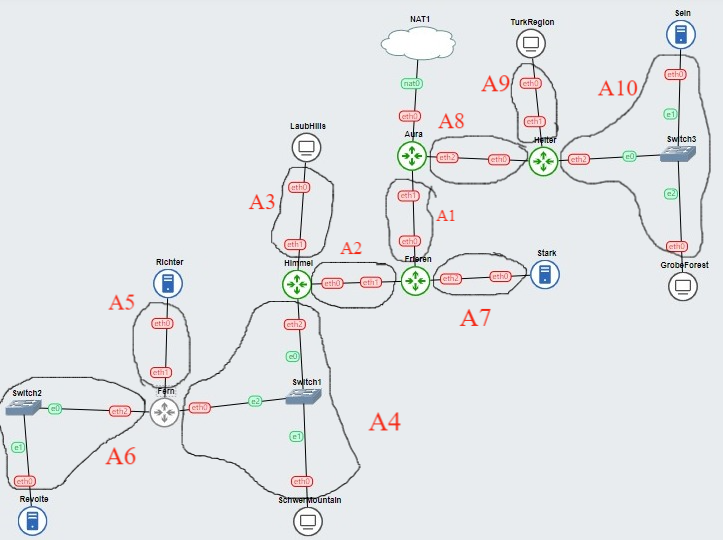 Sein
NAT1
TurkRegion
eth0
A9
eth0
A10
nat0
eth0
eth1
e1
LaubHills
Aura
A8
Heiter
Switch3
eth2
eth0
eth2
e0
eth0
A3
eth1
A1
e2
eth1
eth0
eth0
Richter
Himmel
A2
Frieren
Stark
GrobeForest
eth0
eth1
eth2
eth0
A5
eth0
eth2
A7
e0
eth1
Switch2
Fern
Switch1
e0
eth2
eth0
e2
A4
e1
A6
e1
eth0
eth0
Revolte
SchwerMountain